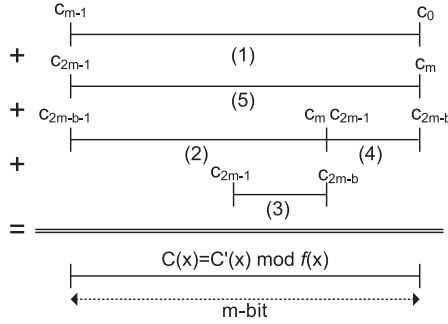 c_{m-1} c_0
+ (1)
c_{2m-1} c_m
+ (5)
c_{2m-b-1} c_m c_{2m-1} c_{2m-b}
+ (2) (4)
c_{2m-1} c_{2m-b}
(3)
=
C(x)=C'(x) mod f(x)
m-bit